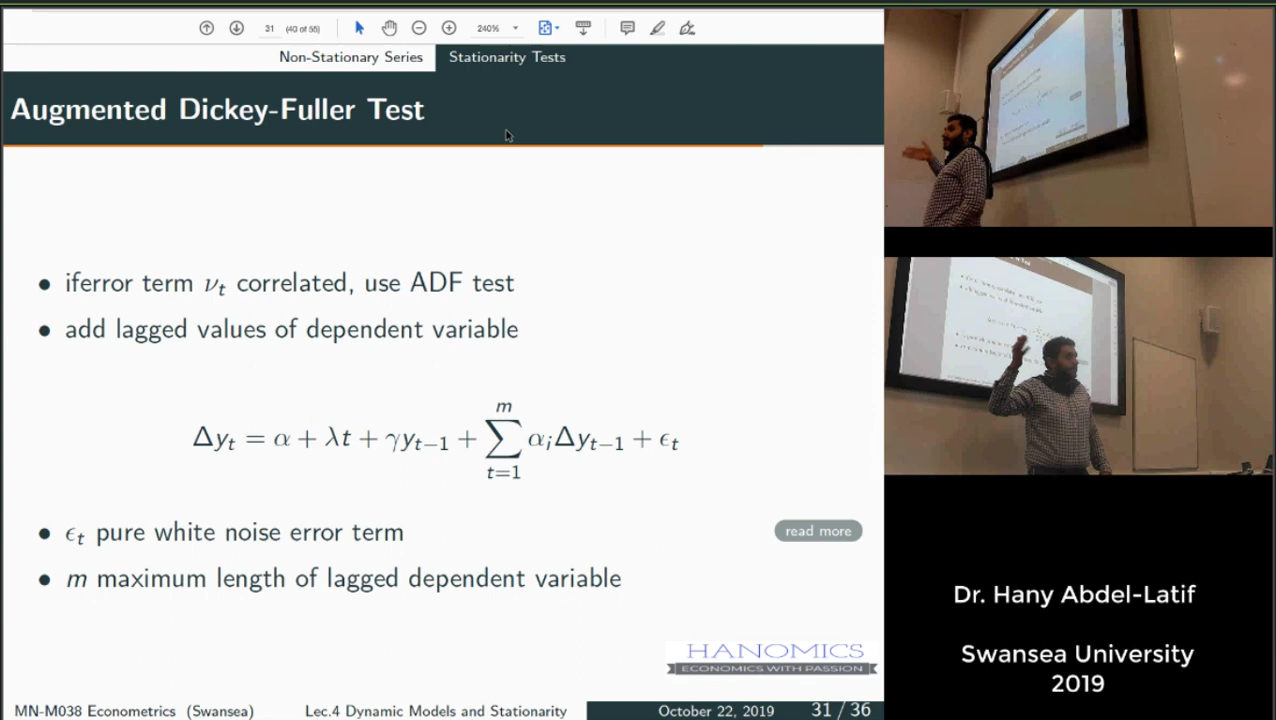 31 (40 of 55) 240%
Non-Stationary Series Stationarity Tests
Augmented Dickey-Fuller Test
• iferror term νt correlated, use ADF test
• add lagged values of dependent variable
Δyt = α + λt + γyt−1 + ∑ t=1 m αiΔyt−1 + ϵt
• ϵt pure white noise error term
read more
• m maximum length of lagged dependent variable
HANOMICS
ECONOMICS WITH PASSION
MN-M038 Econometrics (Swansea) Lec.4 Dynamic Models and Stationarity October 22, 2019 31 / 36
Dr. Hany Abdel-Latif
Swansea University
2019